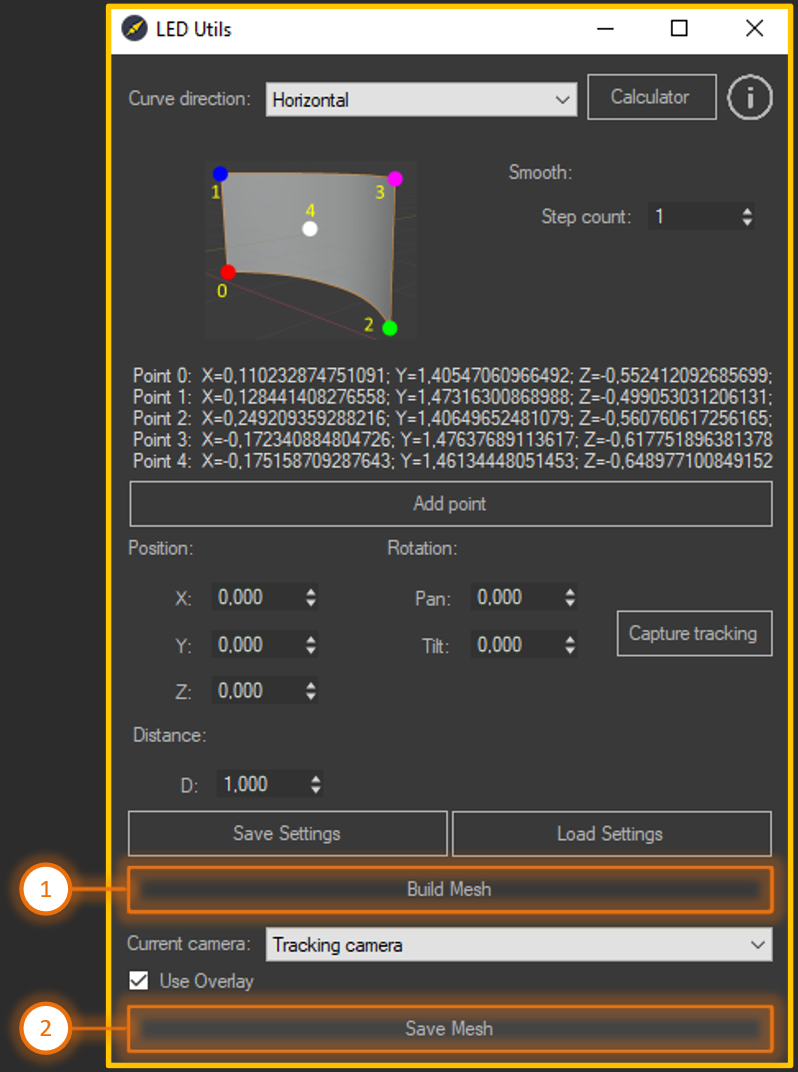 LED Utils
Curve direction: Horizontal Calculator i
Smooth:
1 3
4
Step count: 1
0
2
Point 0: X=0,110232874751091; Y=1,40547060966492; Z=-0,552412092685699;
Point 1: X=0,128441408276558; Y=1,47316300868988; Z=-0,499053031206131;
Point 2: X=0,249209359288216; Y=1,40649652481079; Z=-0,560760617256165;
Point 3: X=-0,172340884804726; Y=1,47637689113617; Z=-0,617751896381378
Point 4: X=-0,175158709287643; Y=1,46134448051453; Z=-0,648977100849152
Add point
Position: Rotation:
X: 0,000 Pan: 0,000
Capture tracking
Y: 0,000 Tilt: 0,000
Z: 0,000
Distance:
D: 1,000
Save Settings Load Settings
1 Build Mesh
Current camera: Tracking camera
Use Overlay
2 Save Mesh